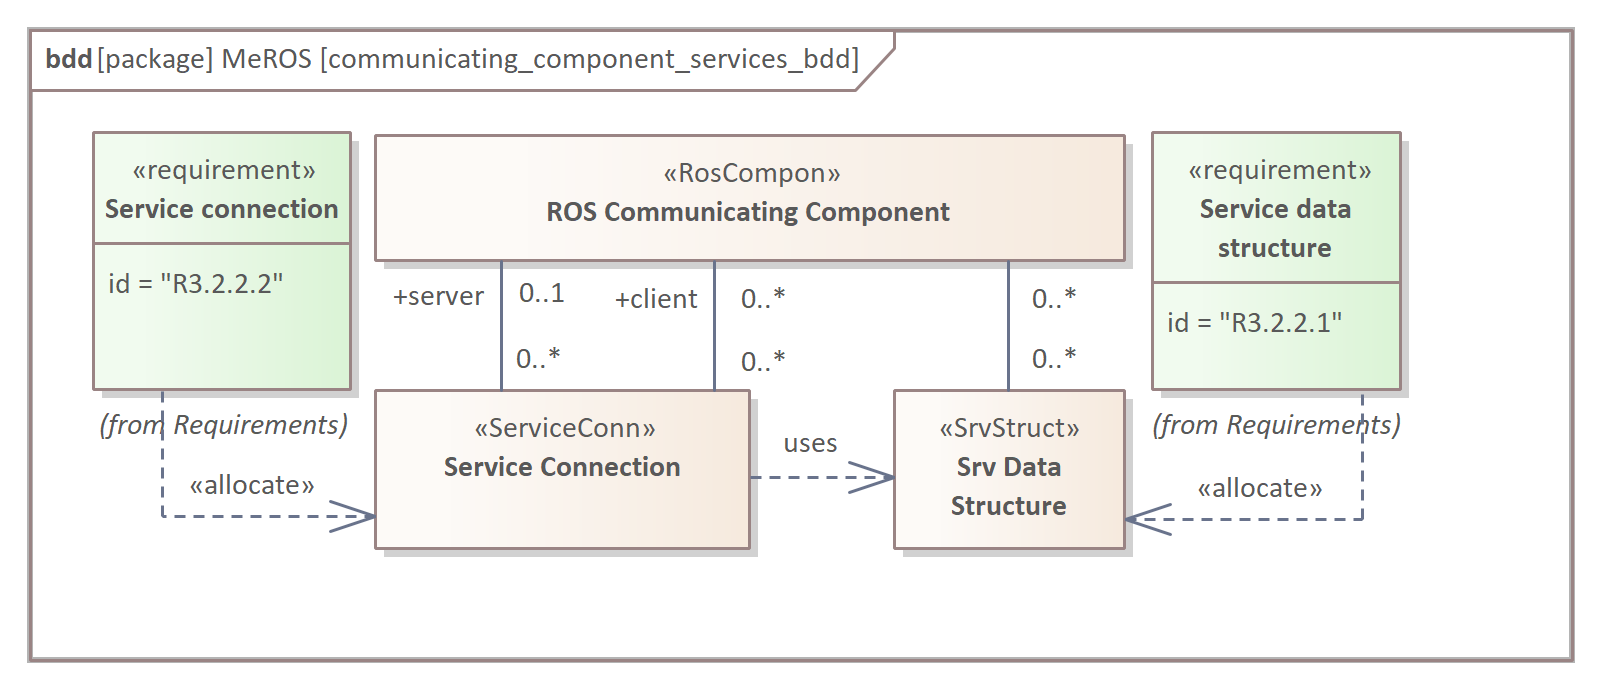 bdd [package] MeROS [communicating_component_services_bdd]
«requirement»
Service connection
id = "R3.2.2.2"
(from Requirements)
«RosCompon»
ROS Communicating Component
«requirement»
Service data
structure
id = "R3.2.2.1"
(from Requirements)
+server
0..1
+client
0..*
0..*
0..*
0..*
0..*
«ServiceConn»
Service Connection
uses
«SrvStruct»
Srv Data
Structure
«allocate»
«allocate»